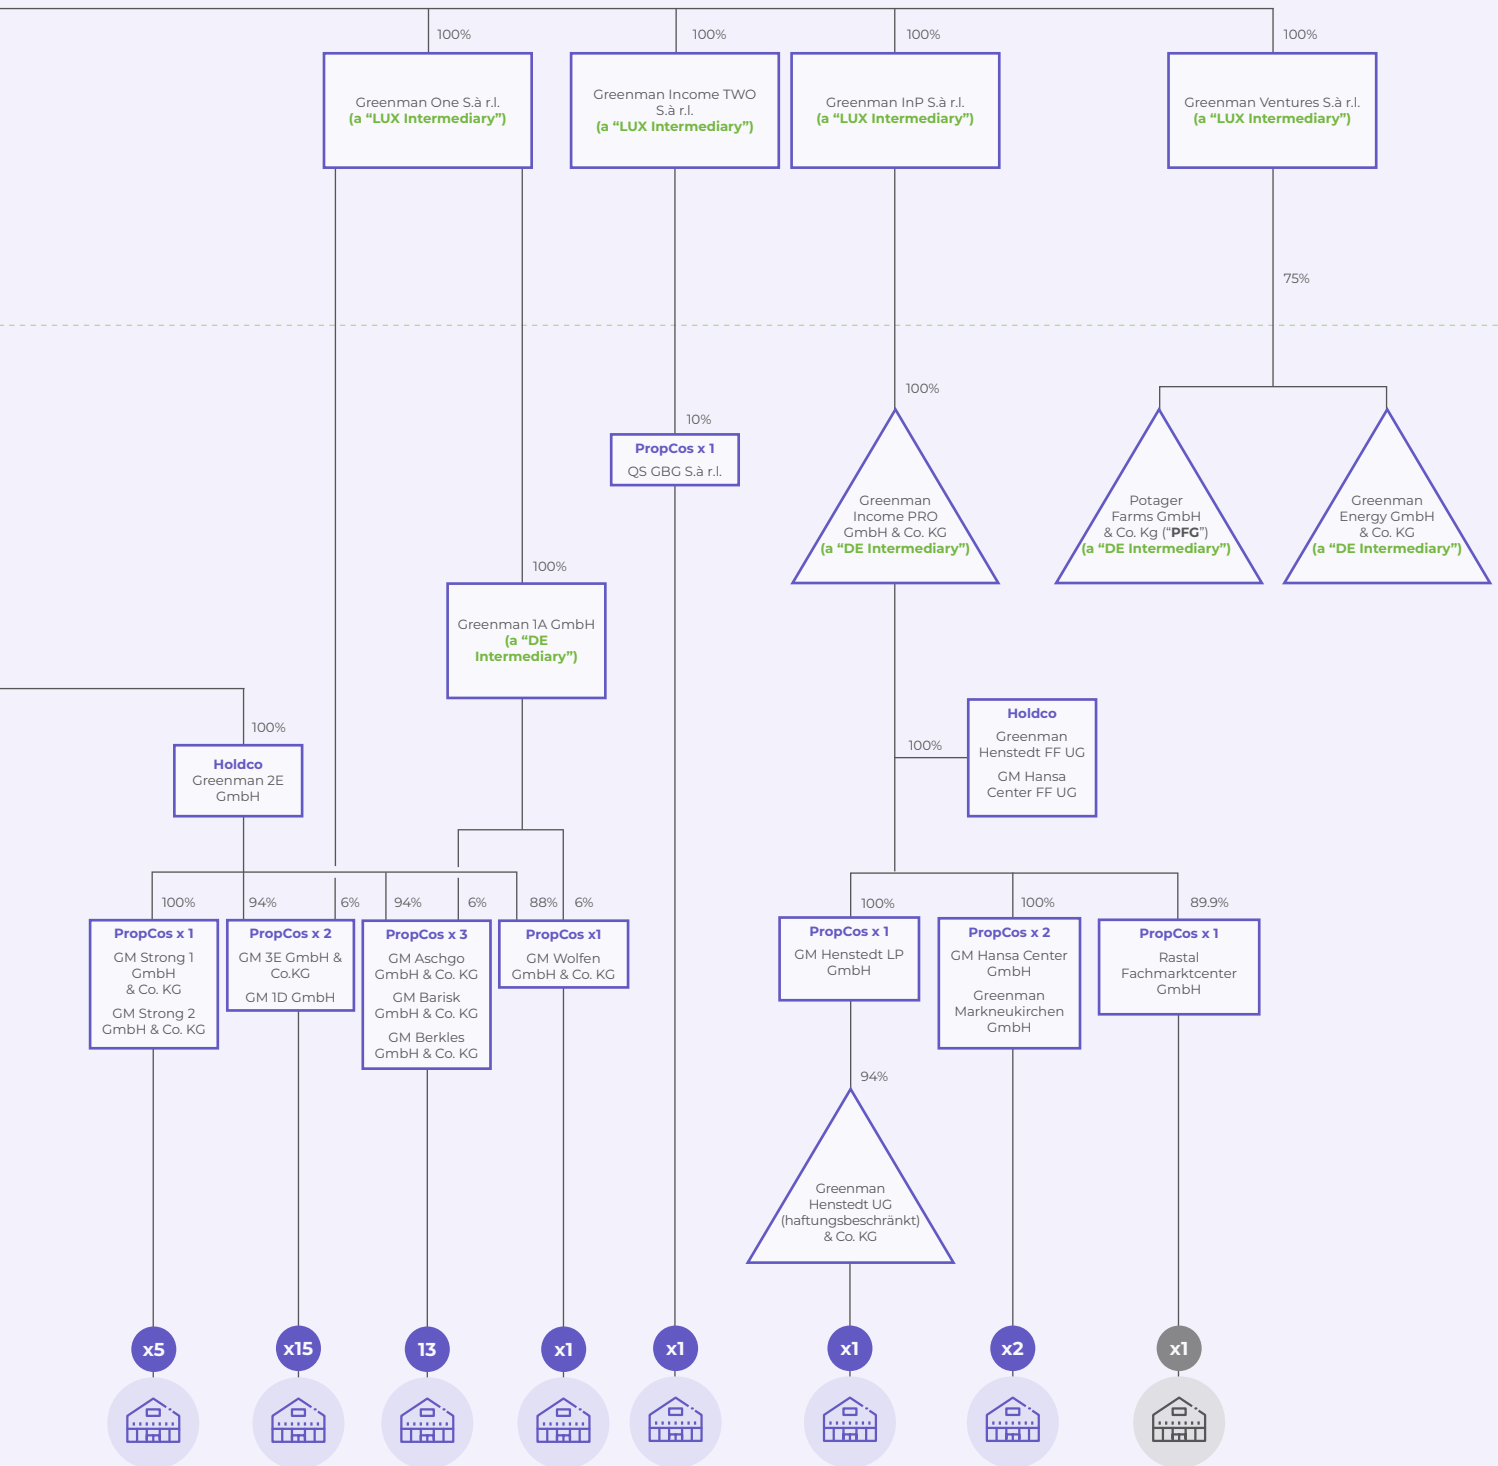 100%
100%
100%
100%
Greenman One S.à r.l.
(a “LUX Intermediary”)
Greenman Income TWO
S.à r.l.
(a “LUX Intermediary”)
Greenman InP S.à r.l.
(a “LUX Intermediary”)
Greenman Ventures S.à r.l.
(a “LUX Intermediary”)
75%
100%
10%
PropCos x 1
QS GBG S.à r.l.
Greenman
Income PRO
GmbH & Co. KG
(a “DE Intermediary”)
Potager
Farms GmbH
& Co. Kg (“PFG”)
(a “DE Intermediary”)
Greenman
Energy GmbH
& Co. KG
(a “DE Intermediary”)
100%
Greenman 1A GmbH
(a “DE
Intermediary”)
100%
Holdco
Greenman 2E
GmbH
100%
Holdco
Greenman
Henstedt FF UG
GM Hansa
Center FF UG
100%
94%
6%
94%
6%
88%
6%
100%
100%
89.9%
PropCos x 1
GM Strong 1
GmbH
& Co. KG
GM Strong 2
GmbH & Co. KG
PropCos x 2
GM 3E GmbH &
Co.KG
GM 1D GmbH
PropCos x 3
GM Aschgo
GmbH & Co. KG
GM Barisk
GmbH & Co. KG
GM Berkles
GmbH & Co. KG
PropCos x1
GM Wolfen
GmbH & Co. KG
PropCos x 1
GM Henstedt LP
GmbH
PropCos x 2
GM Hansa Center
GmbH
Greenman
Markneukirchen
GmbH
PropCos x 1
Rastal
Fachmarktcenter
GmbH
94%
Greenman
Henstedt UG
(haftungsbeschränkt)
& Co. KG
x5
x15
13
x1
x1
x1
x2
x1